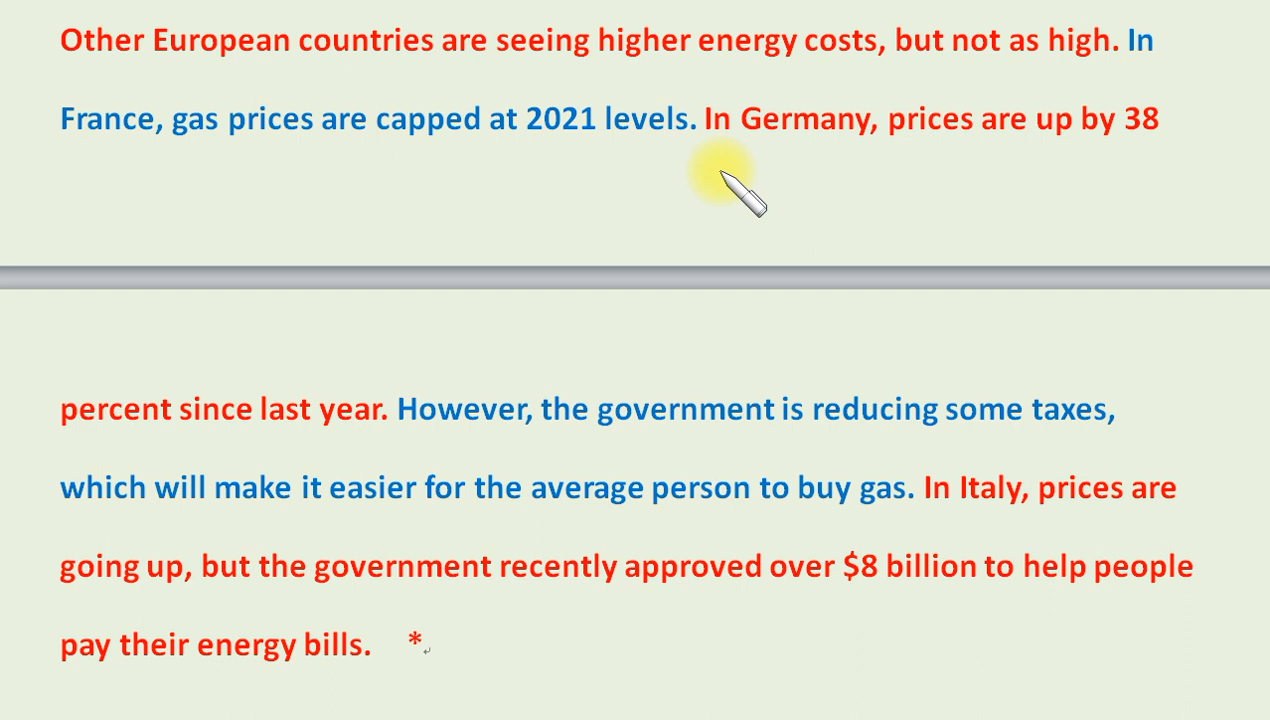 Other European countries are seeing higher energy costs, but not as high. In
France, gas prices are capped at 2021 levels. In Germany, prices are up by 38
percent since last year. However, the government is reducing some taxes,
which will make it easier for the average person to buy gas. In Italy, prices are
going up, but the government recently approved over $8 billion to help people
pay their energy bills. *